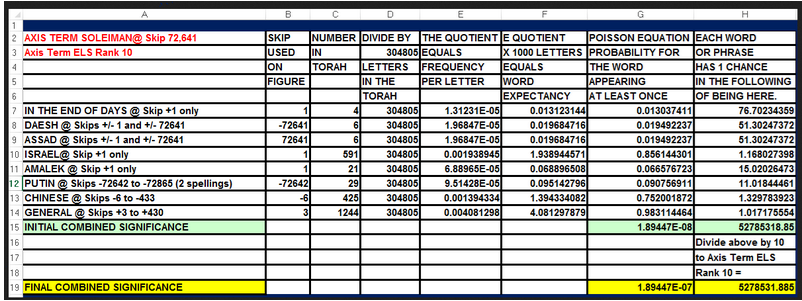 A B C D E F G H
1
2 AXIS TERM SOLEIMAN@ Skip 72,641 SKIP NUMBER DIVIDE BY THE QUOTIENT E QUOTIENT POISSON EQUATION EACH WORD
3 Axis Term ELS Rank 10 USED IN 304805 EQUALS X 1000 LETTERS PROBABILITY FOR OR PHRASE
4 ON TORAH LETTERS FREQUENCY EQUALS THE WORD HAS 1 CHANCE
5 FIGURE IN THE PER LETTER WORD APPEARING IN THE FOLLOWING
6 TORAH EXPECTANCY AT LEAST ONCE OF BEING HERE.
7 IN THE END OF DAYS @ Skip +1 only 1 4 304805 1.31231E-05 0.013123144 0.013037411 76.70234359
8 DAESH @ Skips +/- 1 and +/- 72641 -72641 6 304805 1.96847E-05 0.019684716 0.019492237 51.30247372
9 ASSAD @ Skips +/- 1 and +/- 72641 72641 6 304805 1.96847E-05 0.019684716 0.019492237 51.30247372
10 ISRAEL@ Skip +1 only 1 591 304805 0.001938945 1.938944571 0.856144301 1.168027398
11 AMALEK @ Skip +1 only 1 21 304805 6.88965E-05 0.068896508 0.066576723 15.02026473
12 PUTIN @ Skips -72642 to -72865 (2 spellings) -72642 29 304805 9.51428E-05 0.095142796 0.090756911 11.01844461
13 CHINESE @ Skips -6 to -433 -6 425 304805 0.001394334 1.394334082 0.752001872 1.329783923
14 GENERAL @ Skips +3 to +430 3 1244 304805 0.004081298 4.081297879 0.983114464 1.017175554
15 INITIAL COMBINED SIGNIFICANCE 1.89447E-08 52785318.85
16 Divide above by 10
17 to Axis Term ELS
18 Rank 10 =
19 FINAL COMBINED SIGNIFICANCE 1.89447E-07 5278531.885